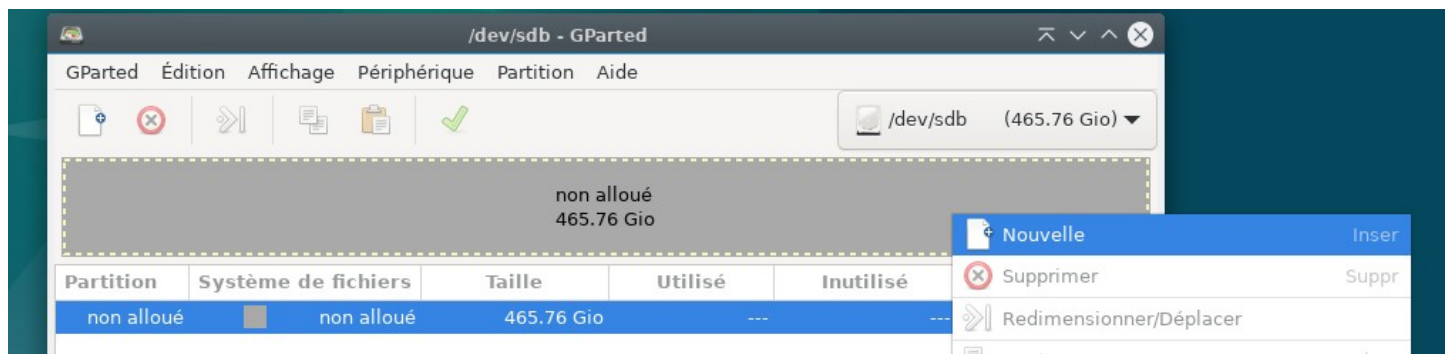 /dev/sdb - GParted
GParted Édition Affichage Périphérique Partition Aide
/dev/sdb (465.76 Gio)
non alloué
465.76 Gio
Nouvelle Inser
Supprimer Suppr
Redimensionner/Déplacer
Partition Système de fichiers Taille Utilisé Inutilisé
non alloué non alloué 465.76 Gio --- ---